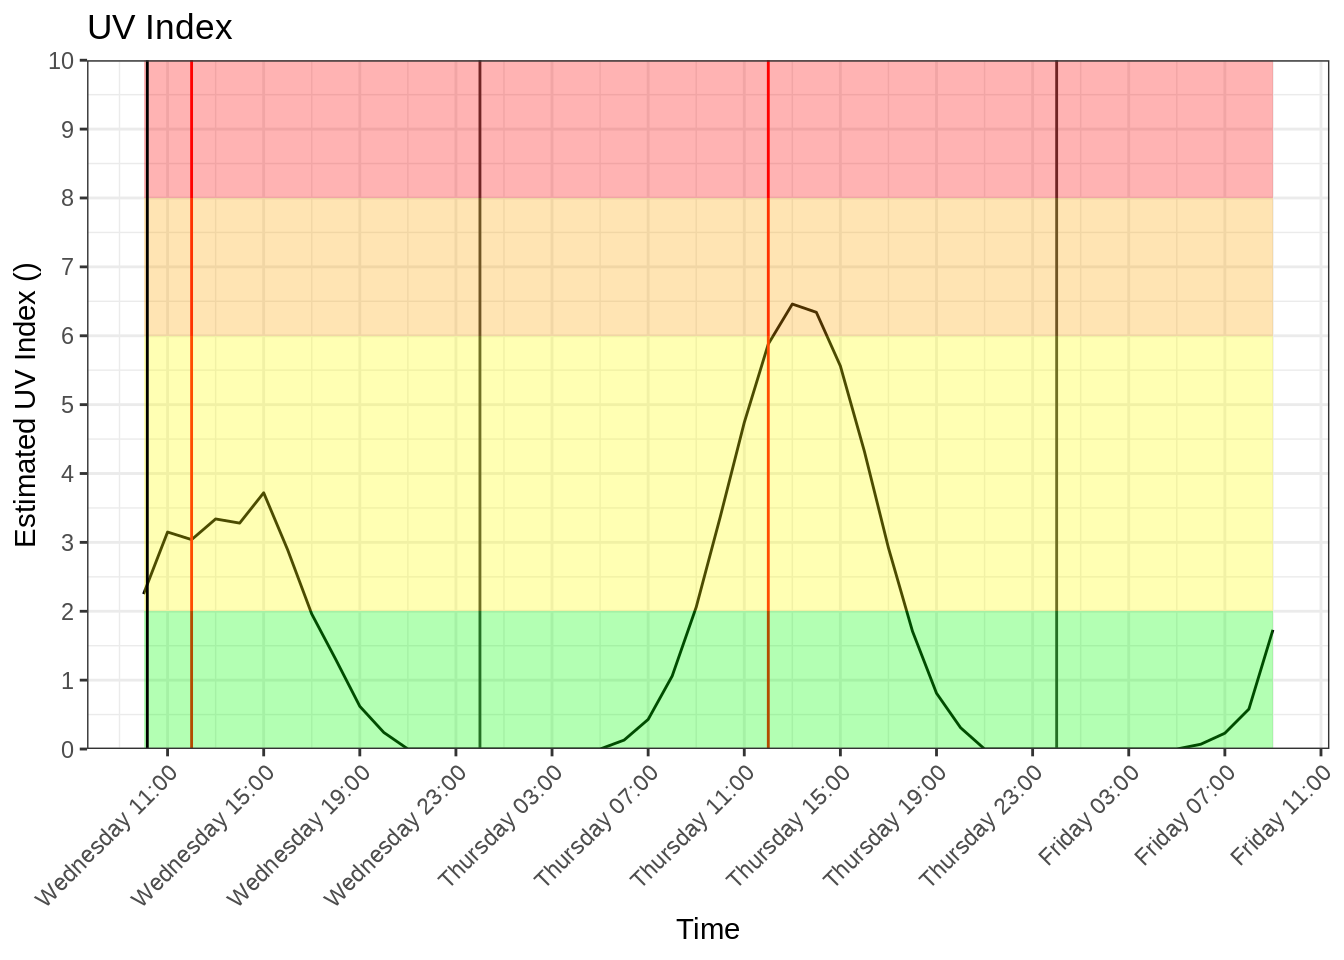 UV Index
Estimated UV Index ()
10
9
8
7
6
5
4
3
2
1
0
Wednesday 11:00
Wednesday 15:00
Wednesday 19:00
Wednesday 23:00
Thursday 03:00
Thursday 07:00
Thursday 11:00
Thursday 15:00
Thursday 19:00
Thursday 23:00
Friday 03:00
Friday 07:00
Friday 11:00
Time